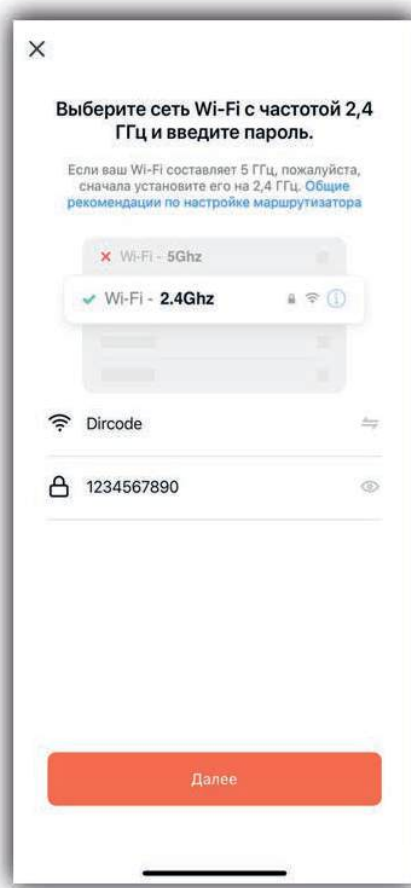 Выберите сеть Wi-Fi с частотой 2,4
ГГц и введите пароль.
Если ваш Wi-Fi составляет 5 ГГц, пожалуйста,
сначала установите его на 2,4 ГГц. Общие
рекомендации по настройке маршрутизатора
Wi-Fi - 5Ghz
Wi-Fi - 2.4Ghz
Dircode
1234567890
Далее